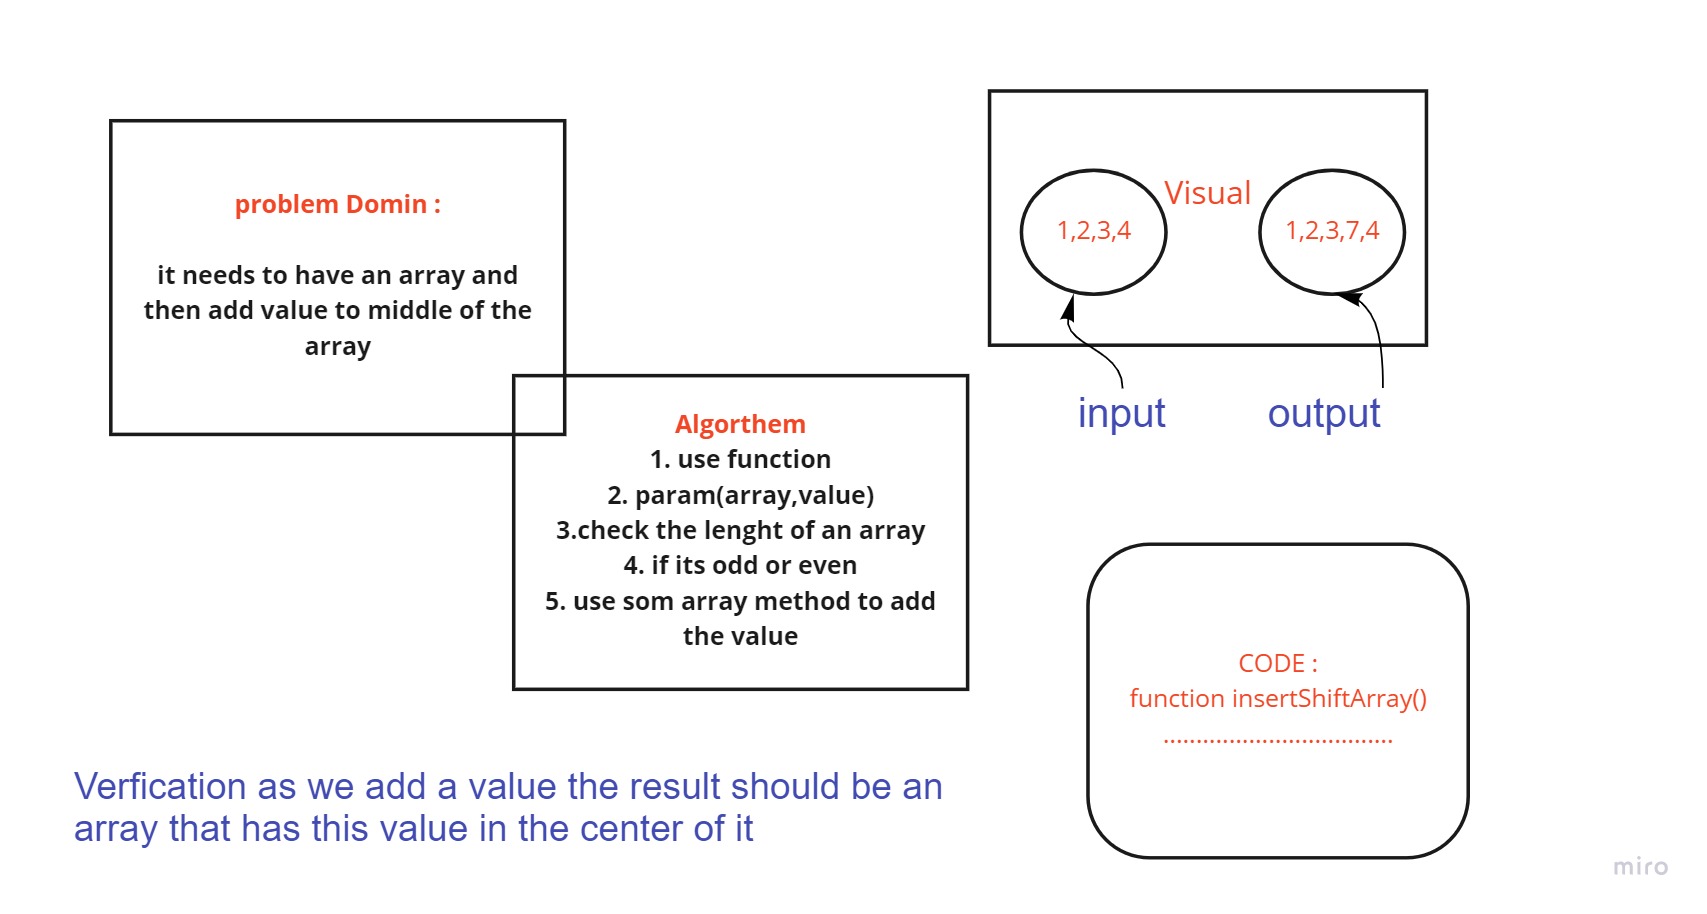 problem Domin :
it needs to have an array and
then add value to middle of the
array
Algorthem
1. use function
2. param(array,value)
3.check the lenght of an array
4. if its odd or even
5. use som array method to add
the value
Visual
1,2,3,4
1,2,3,7,4
input
output
CODE :
function insertShiftArray()
...................................
Verfication as we add a value the result should be an
array that has this value in the center of it
miro